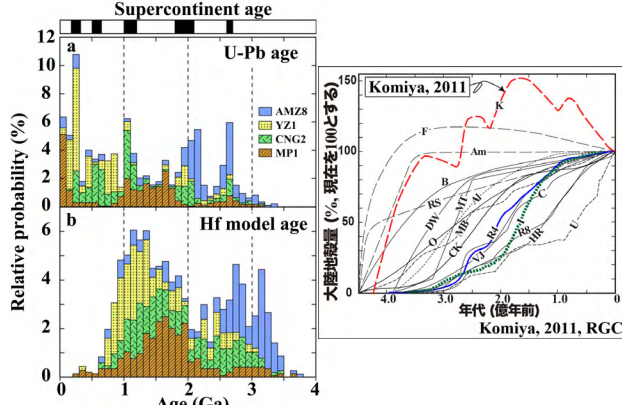 Supercontinent age
a
U-Pb age
AMZ8
YZ1
CNG2
MP1
12
10
8
6
4
2
0
b
Hf model age
6
4
2
0
Relative probability (%)
0
1
2
3
4
Age (Ga)
Komiya, 2011
K
F
Am
B
RS
DW
O
MT
MB
AJ
CK
VJ
R4
I
C
R8
HR
U
150
100
50
0
大陸地殻量 (%, 現在を100とする)
4.0
3.0
2.0
1.0
0
年代 (億年前)
Komiya, 2011, RGC